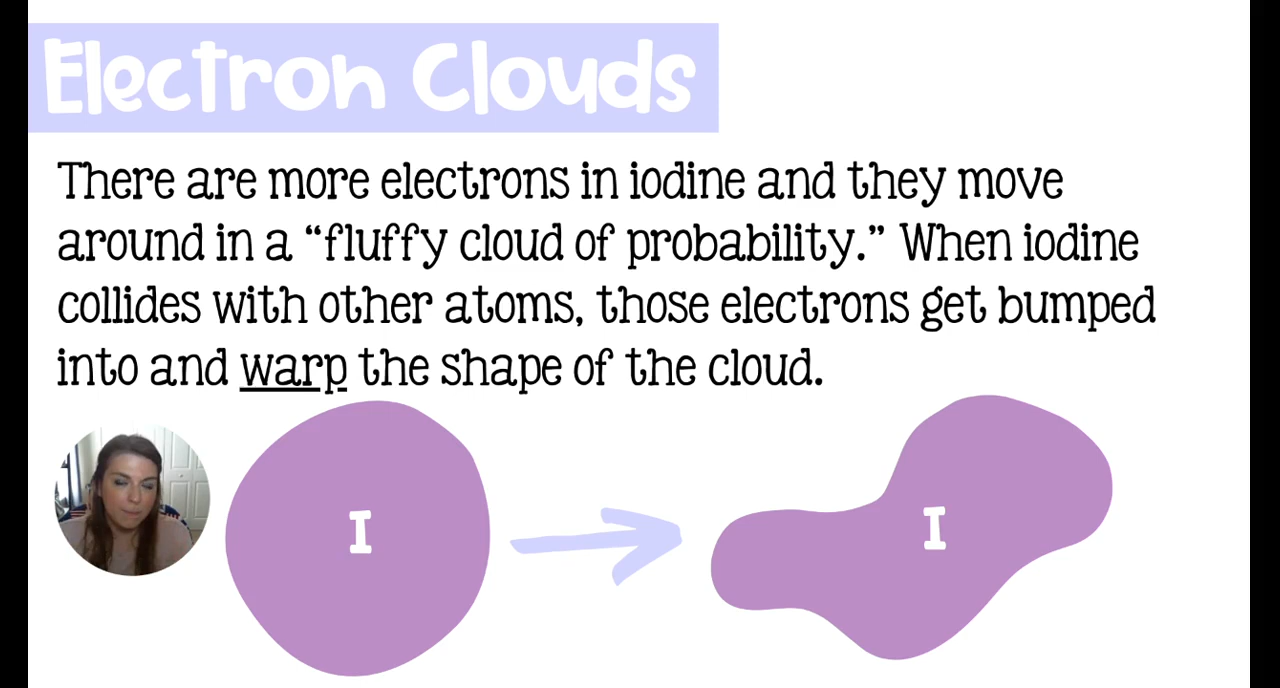 Electron Clouds
There are more electrons in iodine and they move
around in a “fluffy cloud of probability.” When iodine
collides with other atoms, those electrons get bumped
into and warp the shape of the cloud.
I
I